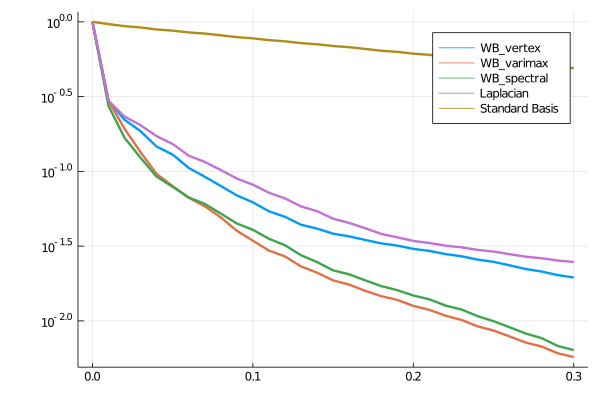 10^0.0
WB_vertex
WB_varimax
WB_spectral
Laplacian
Standard Basis
10^-0.5
10^-1.0
10^-1.5
10^-2.0
0.0 0.1 0.2 0.3